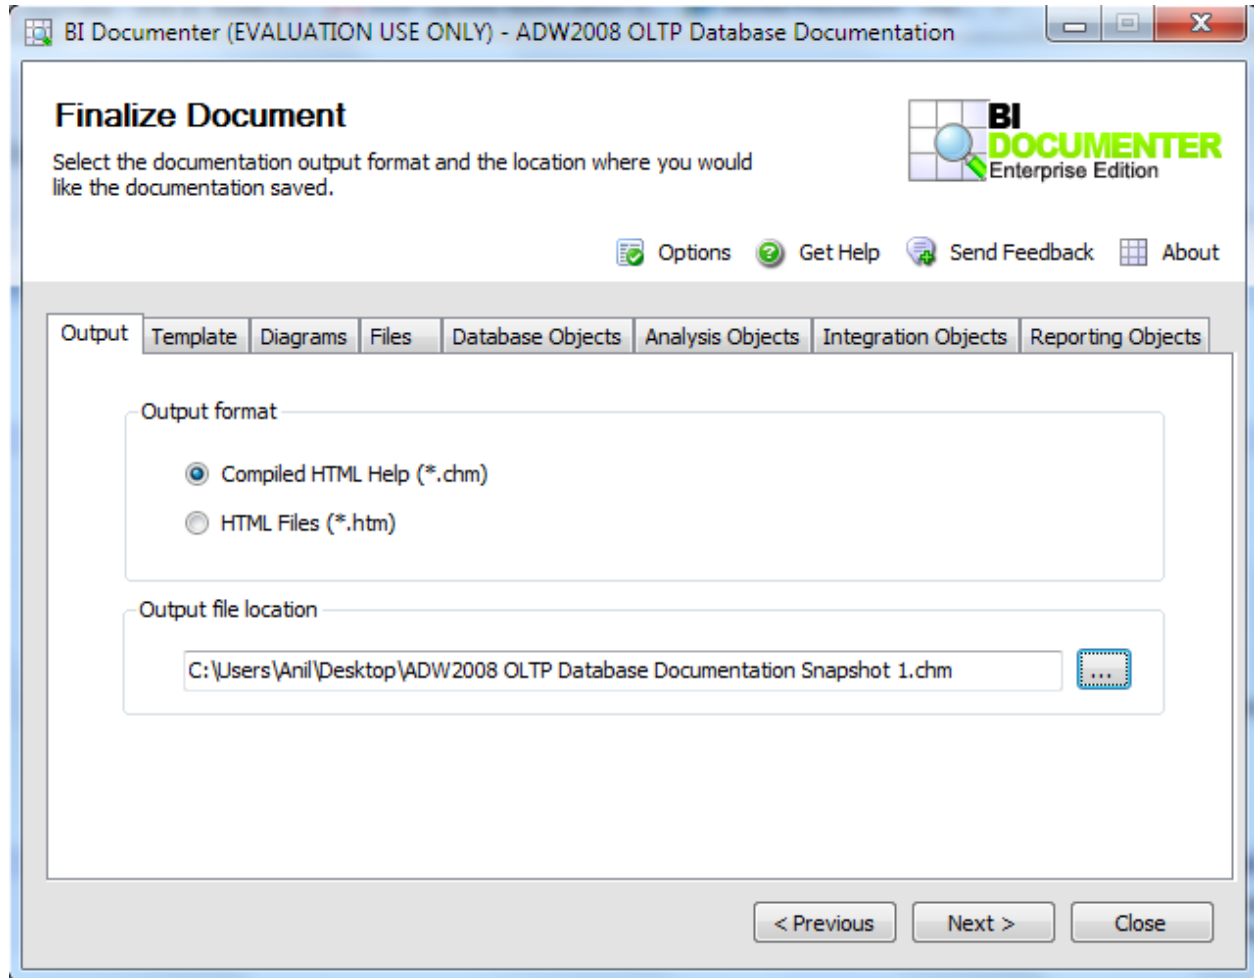 BI Documenter (EVALUATION USE ONLY) - ADW2008 OLTP Database Documentation
Finalize Document
Select the documentation output format and the location where you would
like the documentation saved.
BI
DOCUMENTER
Enterprise Edition
Options Get Help Send Feedback About
Output Template Diagrams Files Database Objects Analysis Objects Integration Objects Reporting Objects
Output format
Compiled HTML Help (*.chm)
HTML Files (*.htm)
Output file location
C:\Users\Anil\Desktop\ADW2008 OLTP Database Documentation Snapshot 1.chm ...
< Previous Next > Close